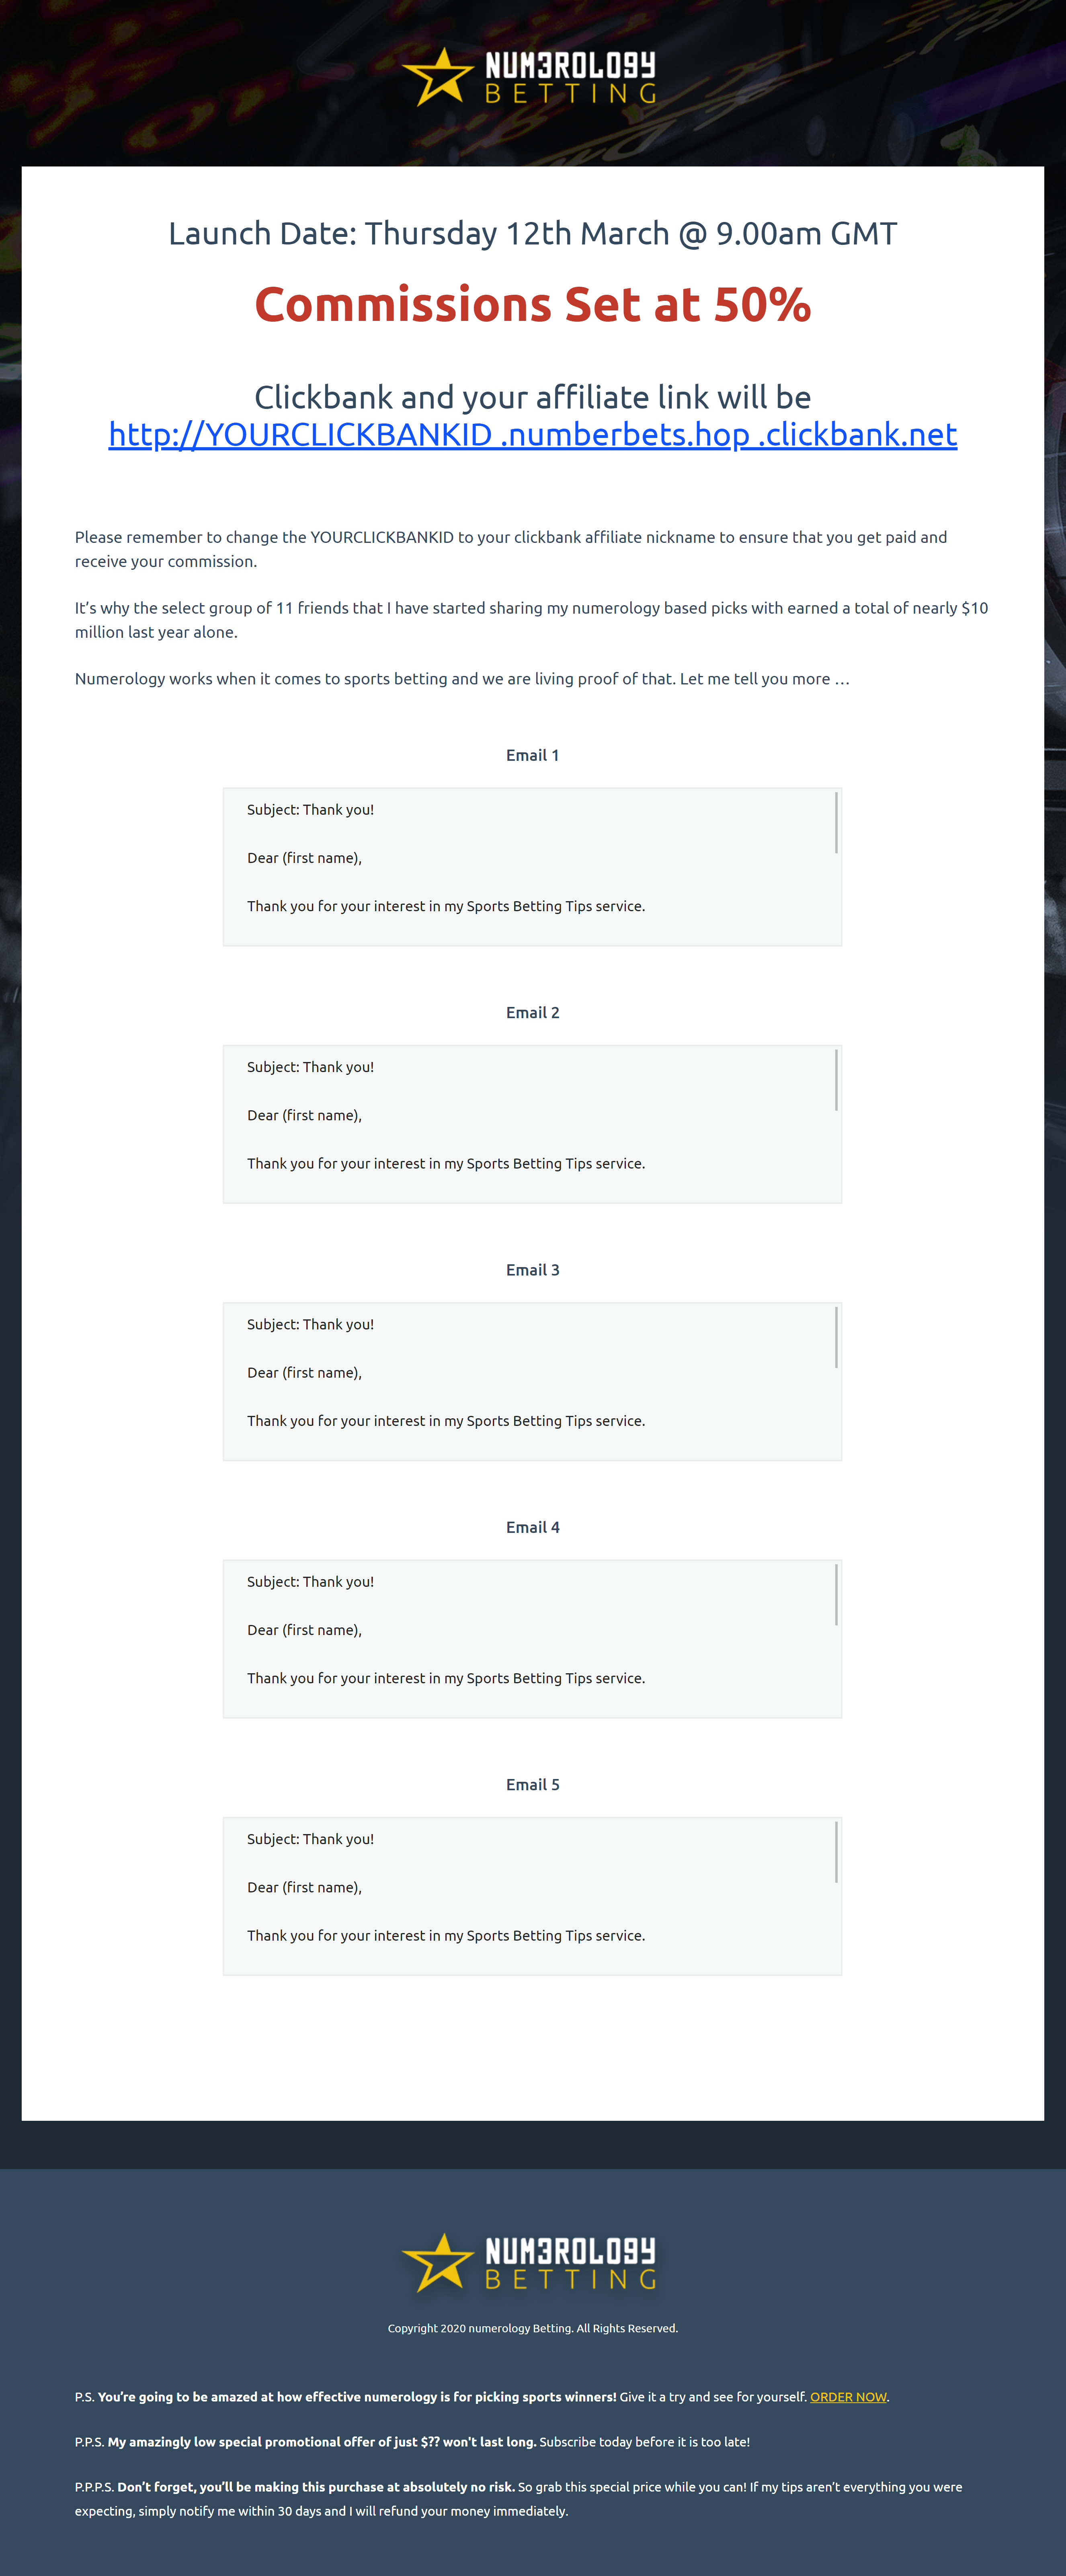 NUM3ROLO9Y
BETTING
Launch Date: Thursday 12th March @ 9.00am GMT
Commissions Set at 50%
Clickbank and your affiliate link will be
http://YOURCLICKBANKID .numberbets.hop .clickbank.net
Please remember to change the YOURCLICKBANKID to your clickbank affiliate nickname to ensure that you get paid and
receive your commission.
It’s why the select group of 11 friends that I have started sharing my numerology based picks with earned a total of nearly $10
million last year alone.
Numerology works when it comes to sports betting and we are living proof of that. Let me tell you more …
Email 1
Subject: Thank you!
Dear (first name),
Thank you for your interest in my Sports Betting Tips service.
Email 2
Subject: Thank you!
Dear (first name),
Thank you for your interest in my Sports Betting Tips service.
Email 3
Subject: Thank you!
Dear (first name),
Thank you for your interest in my Sports Betting Tips service.
Email 4
Subject: Thank you!
Dear (first name),
Thank you for your interest in my Sports Betting Tips service.
Email 5
Subject: Thank you!
Dear (first name),
Thank you for your interest in my Sports Betting Tips service.
NUM3ROLO9Y
BETTING
Copyright 2020 numerology Betting. All Rights Reserved.
P.S. You’re going to be amazed at how effective numerology is for picking sports winners! Give it a try and see for yourself. ORDER NOW.
P.P.S. My amazingly low special promotional offer of just $?? won't last long. Subscribe today before it is too late!
P.P.P.S. Don’t forget, you’ll be making this purchase at absolutely no risk. So grab this special price while you can! If my tips aren’t everything you were
expecting, simply notify me within 30 days and I will refund your money immediately.